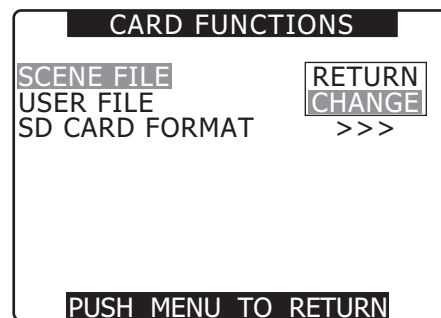 CARD FUNCTIONS
SCENE FILE RETURN
USER FILE CHANGE
SD CARD FORMAT >>>
PUSH MENU TO RETURN